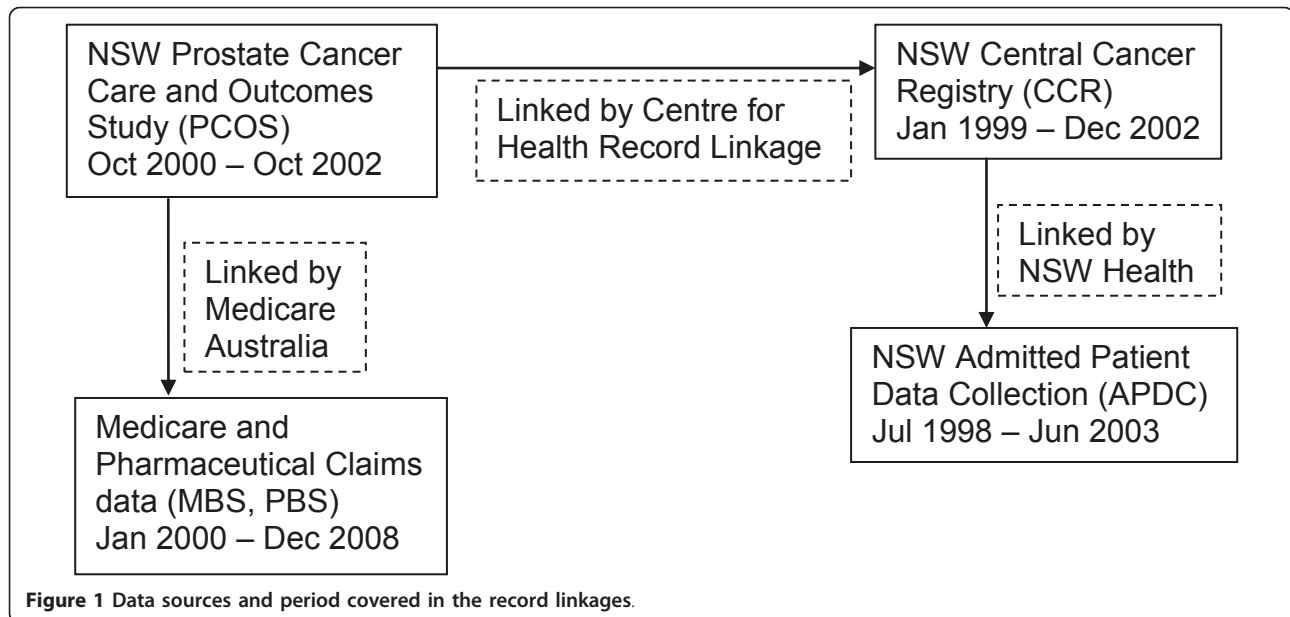 NSW Prostate Cancer
Care and Outcomes
Study (PCOS)
Oct 2000 – Oct 2002
Linked by Centre for
Health Record Linkage
NSW Central Cancer
Registry (CCR)
Jan 1999 – Dec 2002
Linked by
Medicare
Australia
Linked by
NSW Health
Medicare and
Pharmaceutical Claims
data (MBS, PBS)
Jan 2000 – Dec 2008
NSW Admitted Patient
Data Collection (APDC)
Jul 1998 – Jun 2003
Figure 1 Data sources and period covered in the record linkages.